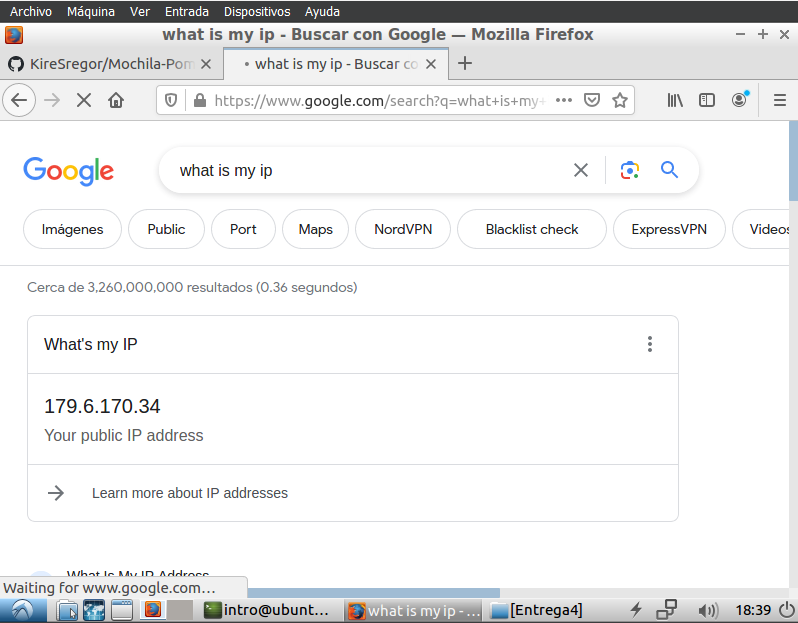 Archivo Máquina Ver Entrada Dispositivos Ayuda
what is my ip - Buscar con Google — Mozilla Firefox
KireSregor/Mochila-Pom
what is my ip - Buscar co
https://www.google.com/search?q=what+is+my+
Google
what is my ip
Imágenes Public Port Maps NordVPN Blacklist check ExpressVPN Videos
Cerca de 3,260,000,000 resultados (0.36 segundos)
What's my IP
179.6.170.34
Your public IP address
Learn more about IP addresses
What Is My IP Address
Waiting for www.google.com…
intro@ubunt... what is my ip - ... [Entrega4] 18:39